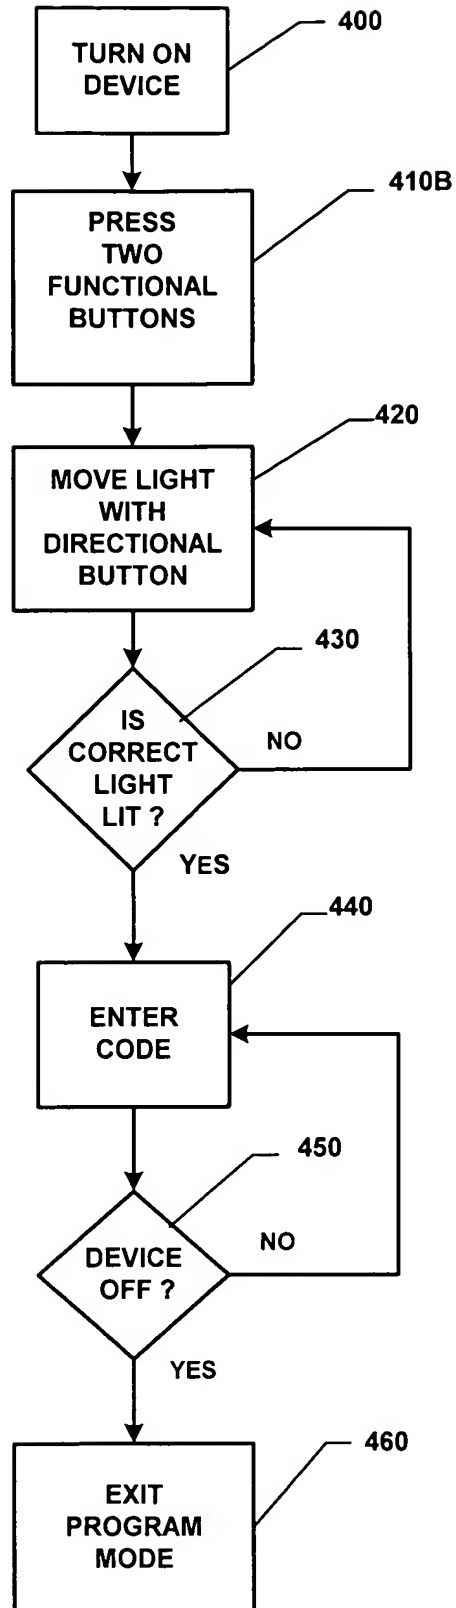 400
TURN ON
DEVICE
410B
PRESS
TWO
FUNCTIONAL
BUTTONS
420
MOVE LIGHT
WITH
DIRECTIONAL
BUTTON
430
IS
CORRECT
LIGHT
LIT ?
NO
YES
440
ENTER
CODE
450
DEVICE
OFF ?
NO
YES
460
EXIT
PROGRAM
MODE